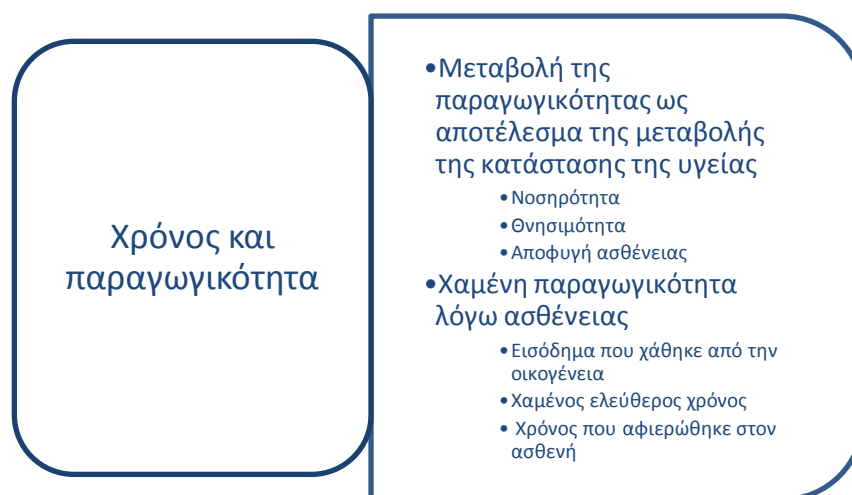 Χρόνος και
παραγωγικότητα
•Μεταβολή της
παραγωγικότητας ως
αποτέλεσμα της μεταβολής
της κατάστασης της υγείας
•Νοσηρότητα
•Θνησιμότητα
•Αποφυγή ασθένειας
•Χαμένη παραγωγικότητα
λόγω ασθένειας
•Εισόδημα που χάθηκε από την
οικογένεια
•Χαμένος ελεύθερος χρόνος
• Χρόνος που αφιερώθηκε στον
ασθενή